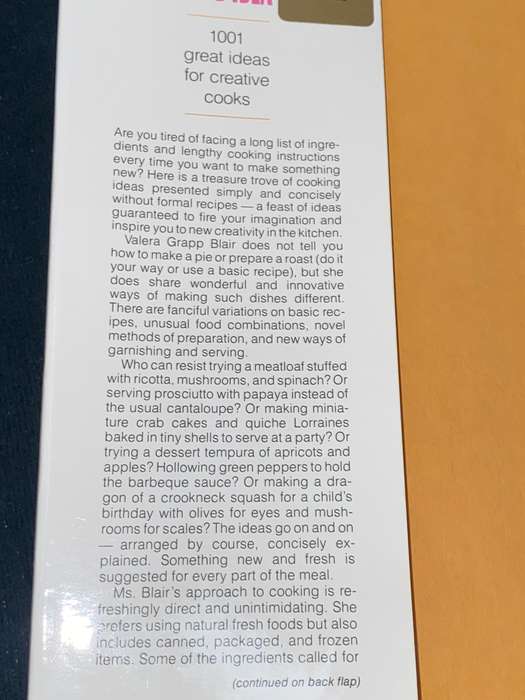 1001
great ideas
for creative
cooks
Are you tired of facing a long list of ingre-
dients and lengthy cooking instructions
every time you want to make something
new? Here is a treasure trove of cooking
ideas presented simply and concisely
without formal recipes — a feast of ideas
guaranteed to fire your imagination and
inspire you to new creativity in the kitchen.
Valera Grapp Blair does not tell you
how to make a pie or prepare a roast (do it
your way or use a basic recipe), but she
does share wonderful and innovative
ways of making such dishes different.
There are fanciful variations on basic rec-
ipes, unusual food combinations, novel
methods of preparation, and new ways of
garnishing and serving.
Who can resist trying a meatloaf stuffed
with ricotta, mushrooms, and spinach? Or
serving prosciutto with papaya instead of
the usual cantaloupe? Or making minia-
ture crab cakes and quiche Lorraines
baked in tiny shells to serve at a party? Or
trying a dessert tempura of apricots and
apples? Hollowing green peppers to hold
the barbeque sauce? Or making a dra-
gon of a crookneck squash for a child's
birthday with olives for eyes and mush-
rooms for scales? The ideas go on and on
— arranged by course, concisely ex-
plained. Something new and fresh is
suggested for every part of the meal.
Ms. Blair's approach to cooking is re-
freshingly direct and unintimidating. She
prefers using natural fresh foods but also
includes canned, packaged, and frozen
items. Some of the ingredients called for
(continued on back flap)